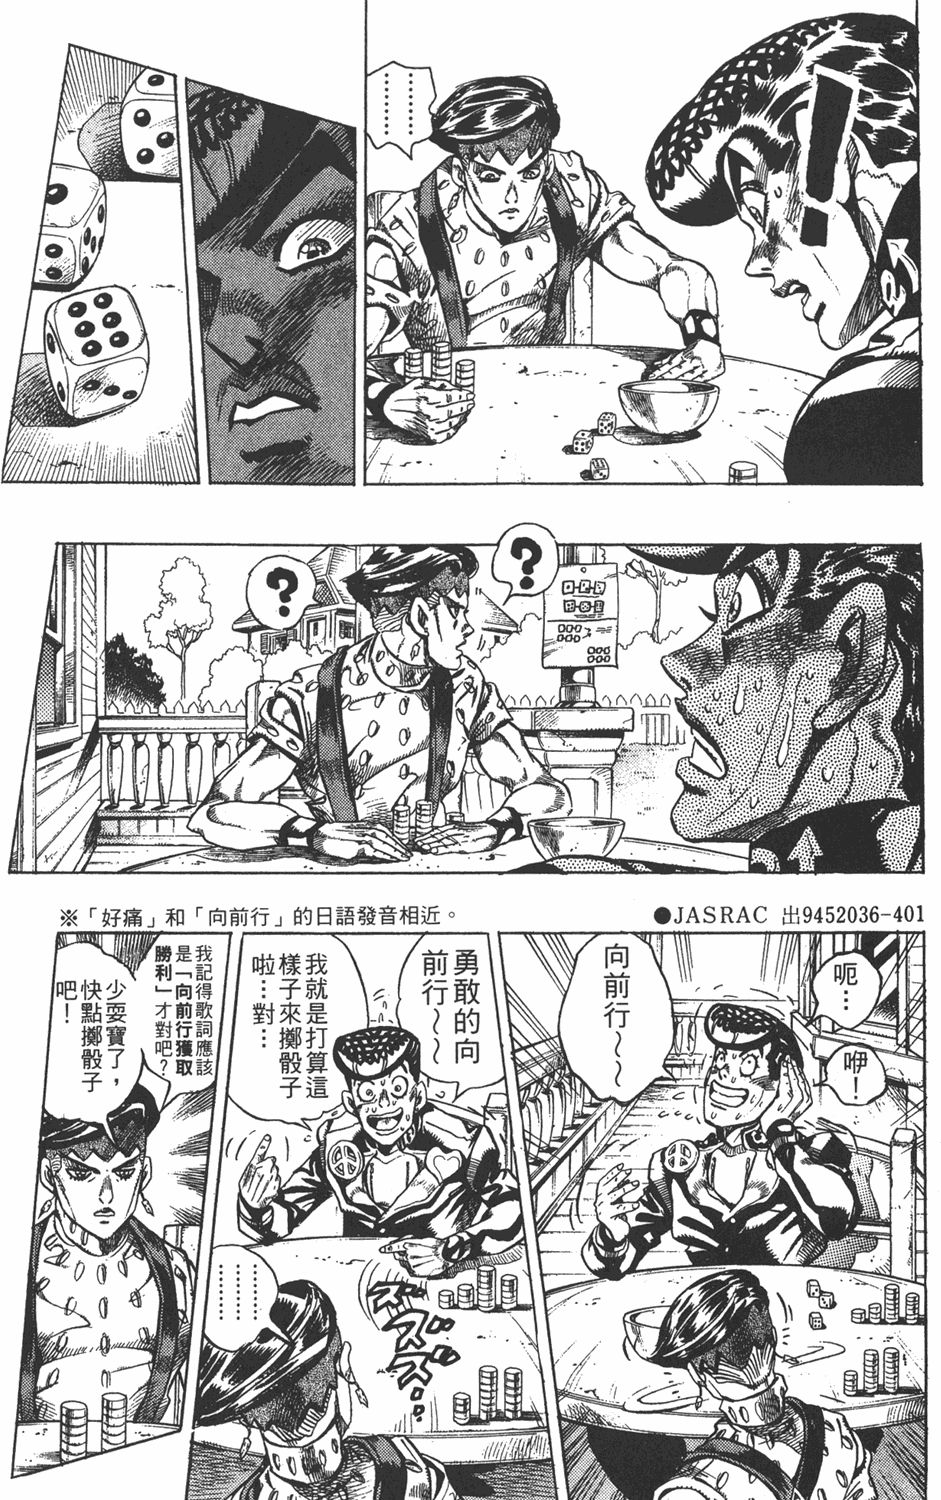 ………
！
？
？
※「好痛」和「向前行」的日語發音相近。
●JASRAC 出9452036-401
呃…
咿！
向前行～～
勇敢的向
前行～～
我就是打算這
樣子來擲骰子
啦…對…
………
ズズズ．
我記得歌詞應該
是「向前行獲取
勝利」才對吧？
少耍寶了，
快點擲骰子
吧！